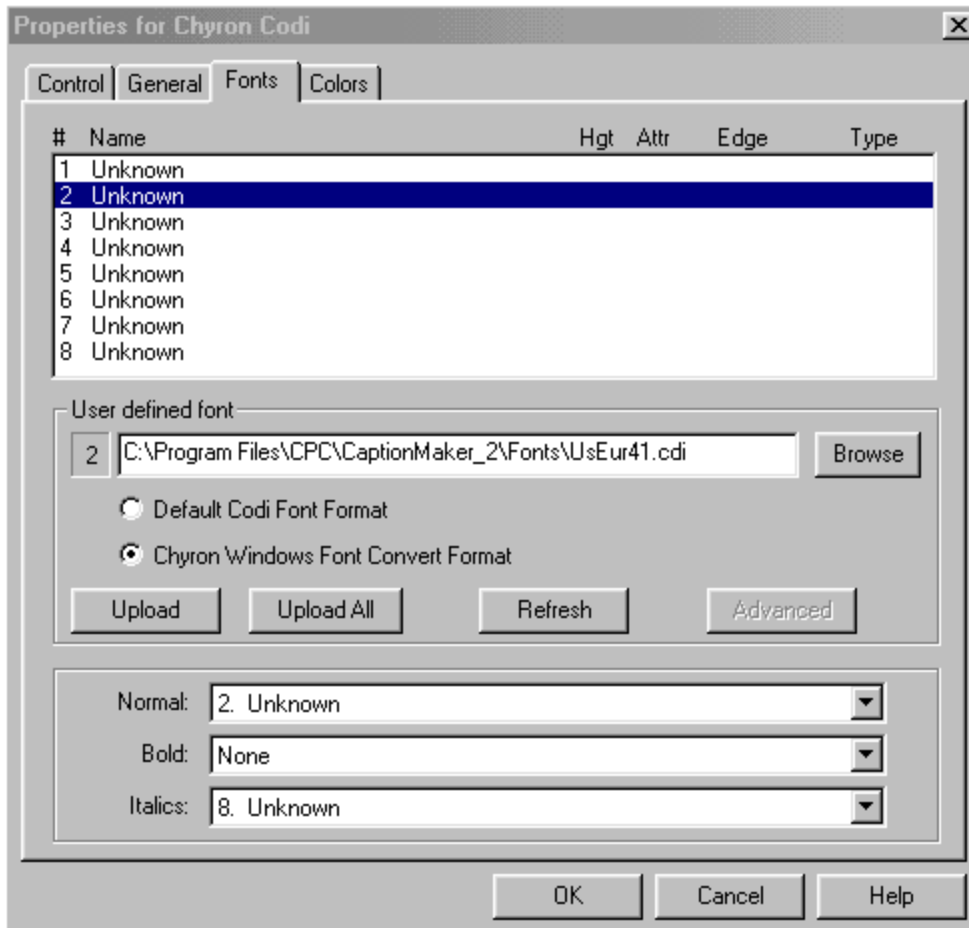 Properties for Chyron Codi
Control General Fonts Colors
# Name Hgt Attr Edge Type
1 Unknown
2 Unknown
3 Unknown
4 Unknown
5 Unknown
6 Unknown
7 Unknown
8 Unknown
User defined font
2 C:\Program Files\CPC\CaptionMaker_2\Fonts\UsEur41.cdi Browse
Default Codi Font Format
Chyron Windows Font Convert Format
Upload Upload All Refresh Advanced
Normal: 2. Unknown
Bold: None
Italics: 8. Unknown
OK Cancel Help